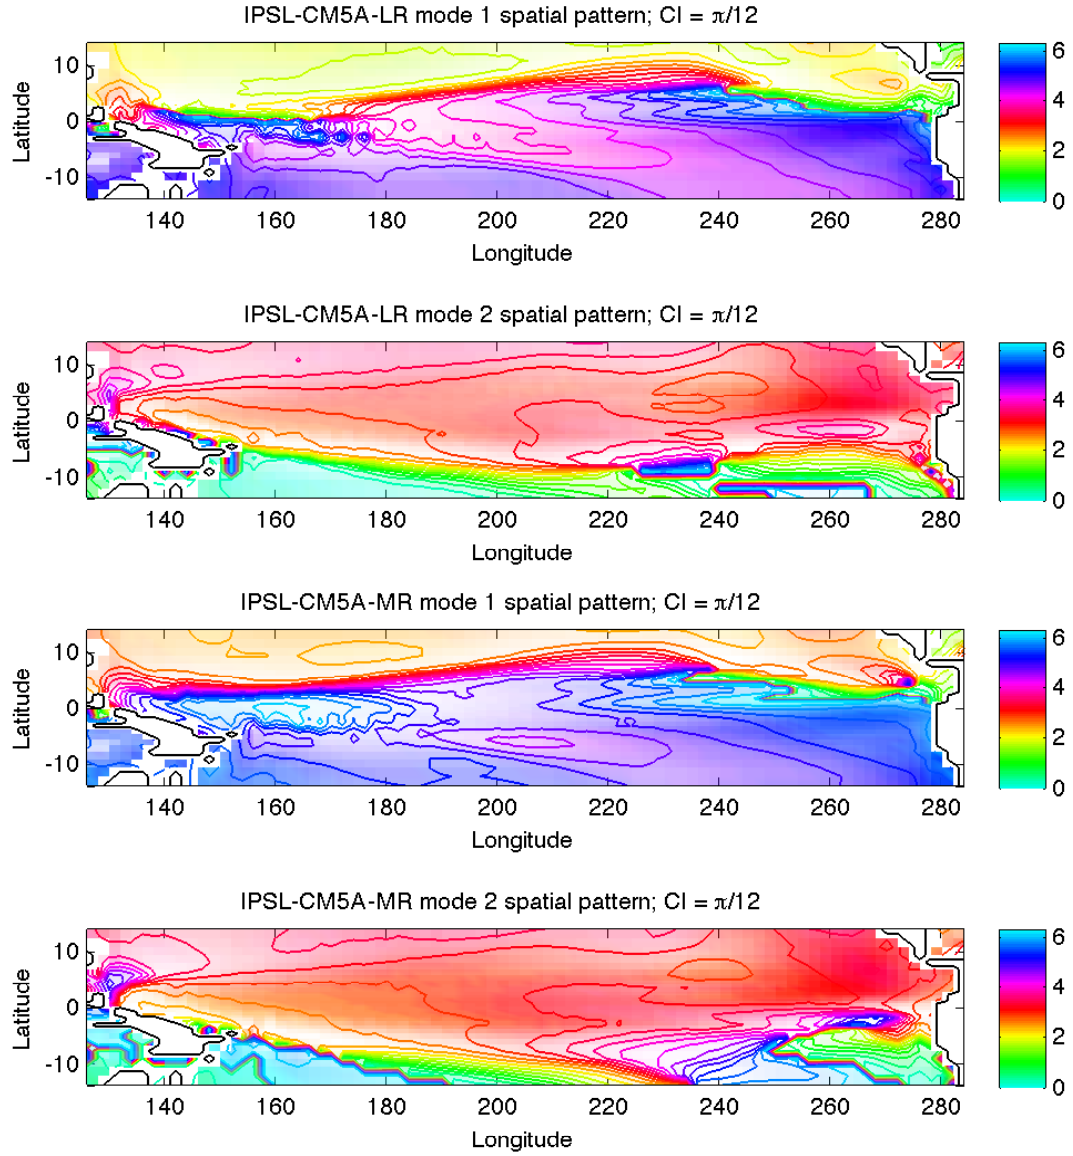 IPSL-CM5A-LR mode 1 spatial pattern; CI = π/12
Latitude
10
0
-10
140 160 180 200 220 240 260 280
Longitude
6
4
2
0
IPSL-CM5A-LR mode 2 spatial pattern; CI = π/12
Latitude
10
0
-10
140 160 180 200 220 240 260 280
Longitude
6
4
2
0
IPSL-CM5A-MR mode 1 spatial pattern; CI = π/12
Latitude
10
0
-10
140 160 180 200 220 240 260 280
Longitude
6
4
2
0
IPSL-CM5A-MR mode 2 spatial pattern; CI = π/12
Latitude
10
0
-10
140 160 180 200 220 240 260 280
Longitude
6
4
2
0